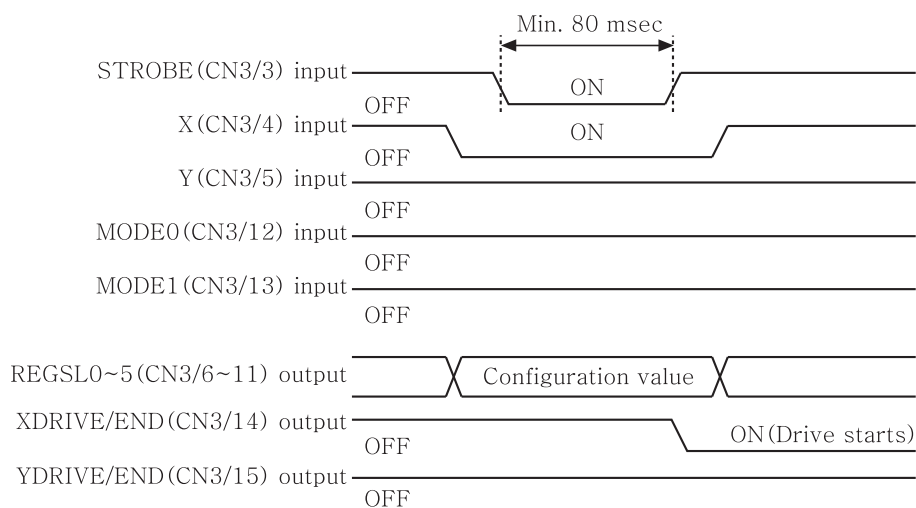 Min. 80 msec
STROBE(CN3/3) input
OFF
ON
X(CN3/4) input
OFF
ON
Y(CN3/5) input
OFF
MODE0(CN3/12) input
OFF
MODE1(CN3/13) input
OFF
REGSL0~5(CN3/6~11) output
Configuration value
XDRIVE/END(CN3/14) output
OFF
ON(Drive starts)
YDRIVE/END(CN3/15) output
OFF